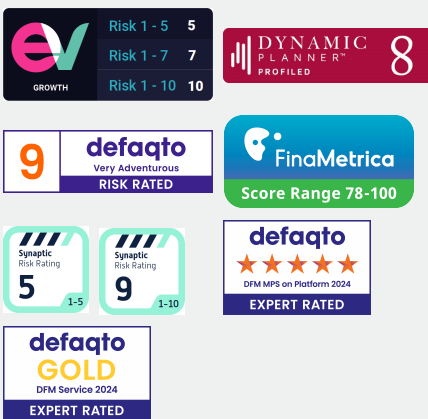 ev
GROWTH
Risk 1 - 5 5
Risk 1 - 7 7
Risk 1 - 10 10
DYNAMIC
PLANNER™
PROFILED
8
9
defaqto
Very Adventurous
RISK RATED
FinaMetrica
Score Range 78-100
Synaptic
Risk Rating
5
1-5
Synaptic
Risk Rating
9
1-10
defaqto
DFM MPS on Platform 2024
EXPERT RATED
defaqto
GOLD
DFM Service 2024
EXPERT RATED